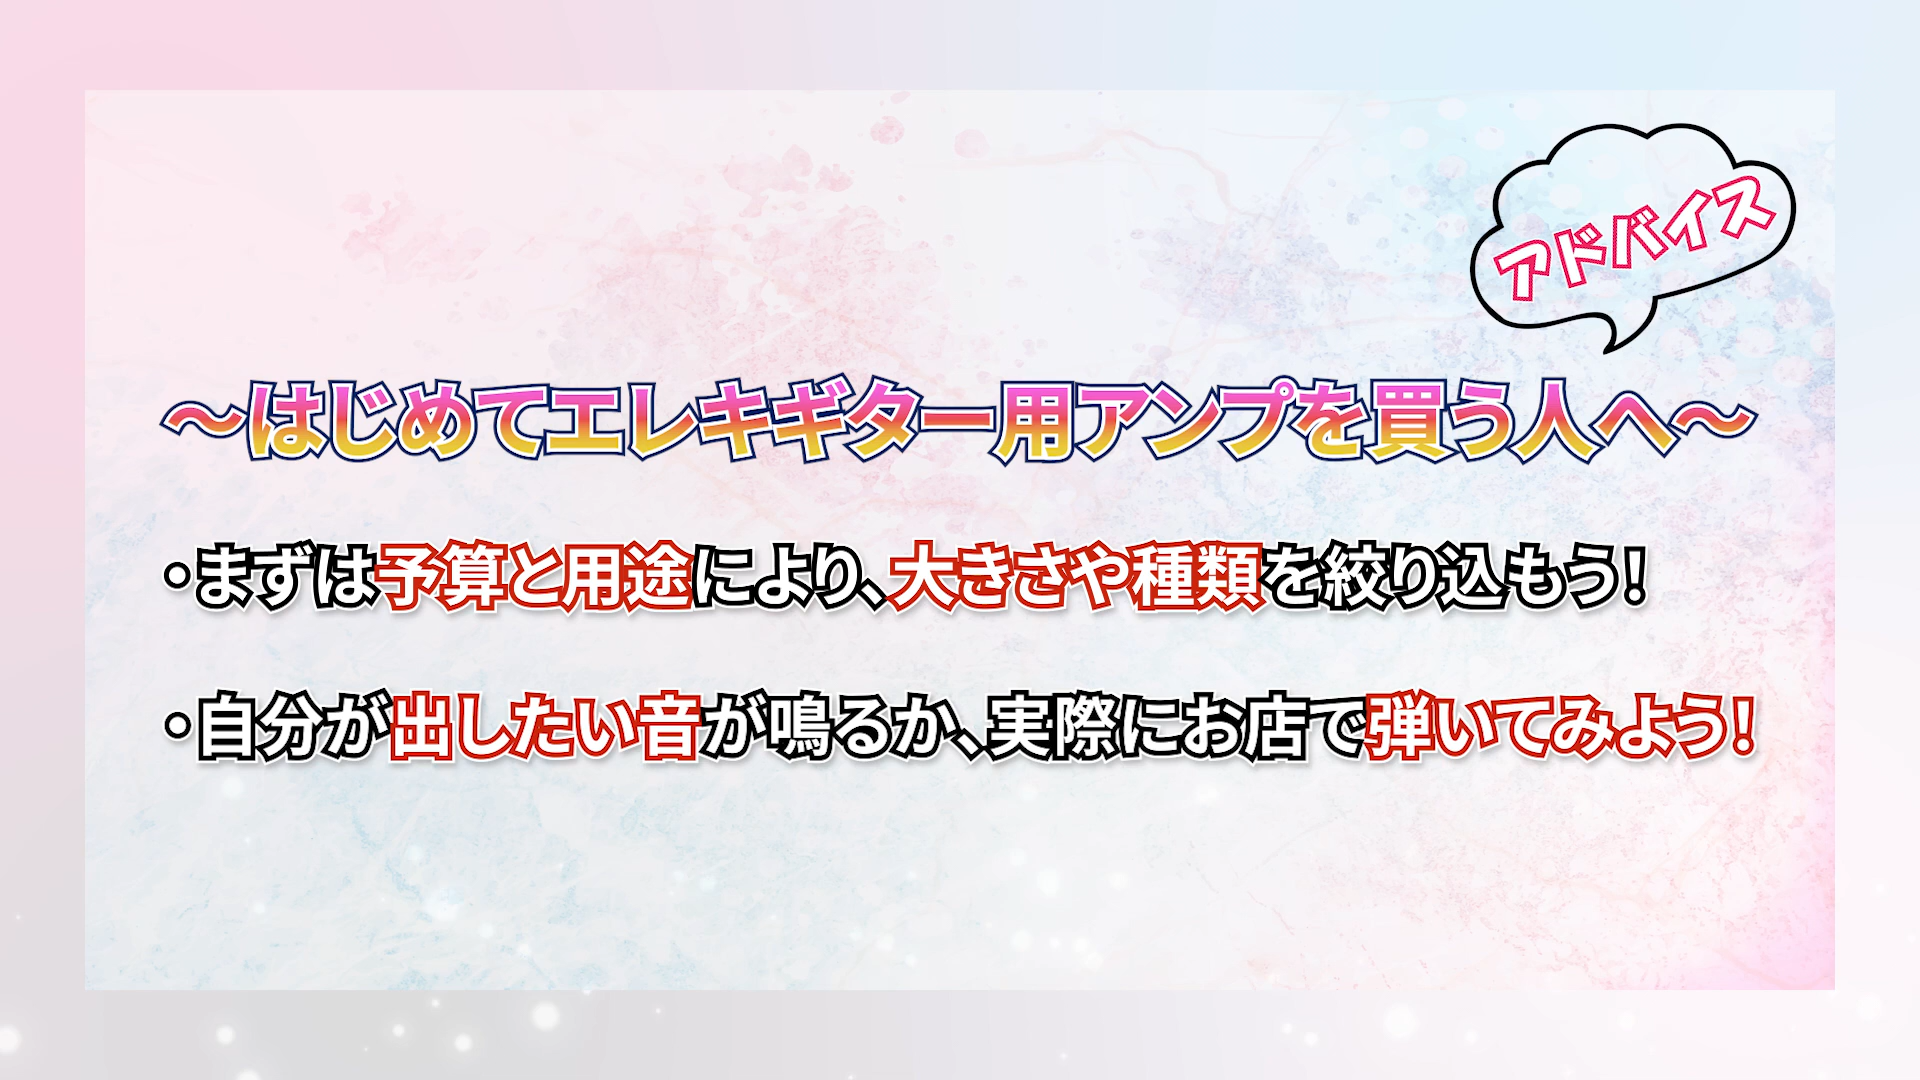 アドバイス
～はじめてエレキギター用アンプを買う人へ～
・まずは予算と用途により、大きさや種類を絞り込もう！
・自分が出したい音が鳴るか、実際にお店で弾いてみよう！